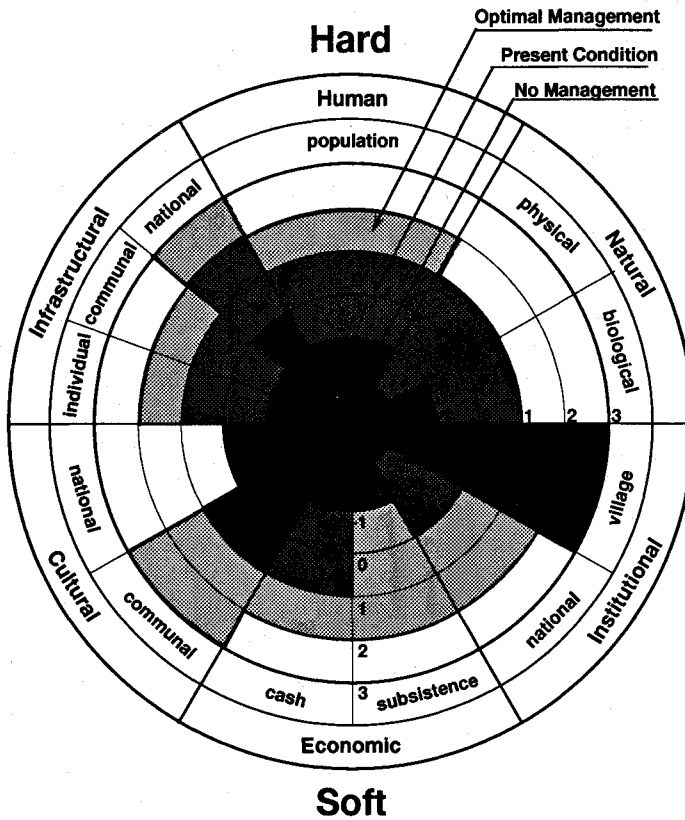 Optimal Management
Hard
Present Condition
No Management
Human
population
national
physical
Infrastructural
communal
Natural
biological
individual
1 2 3
national
village
-1
0
1
Cultural
communal
Institutional
national
2
cash
3
subsistence
Economic
Soft